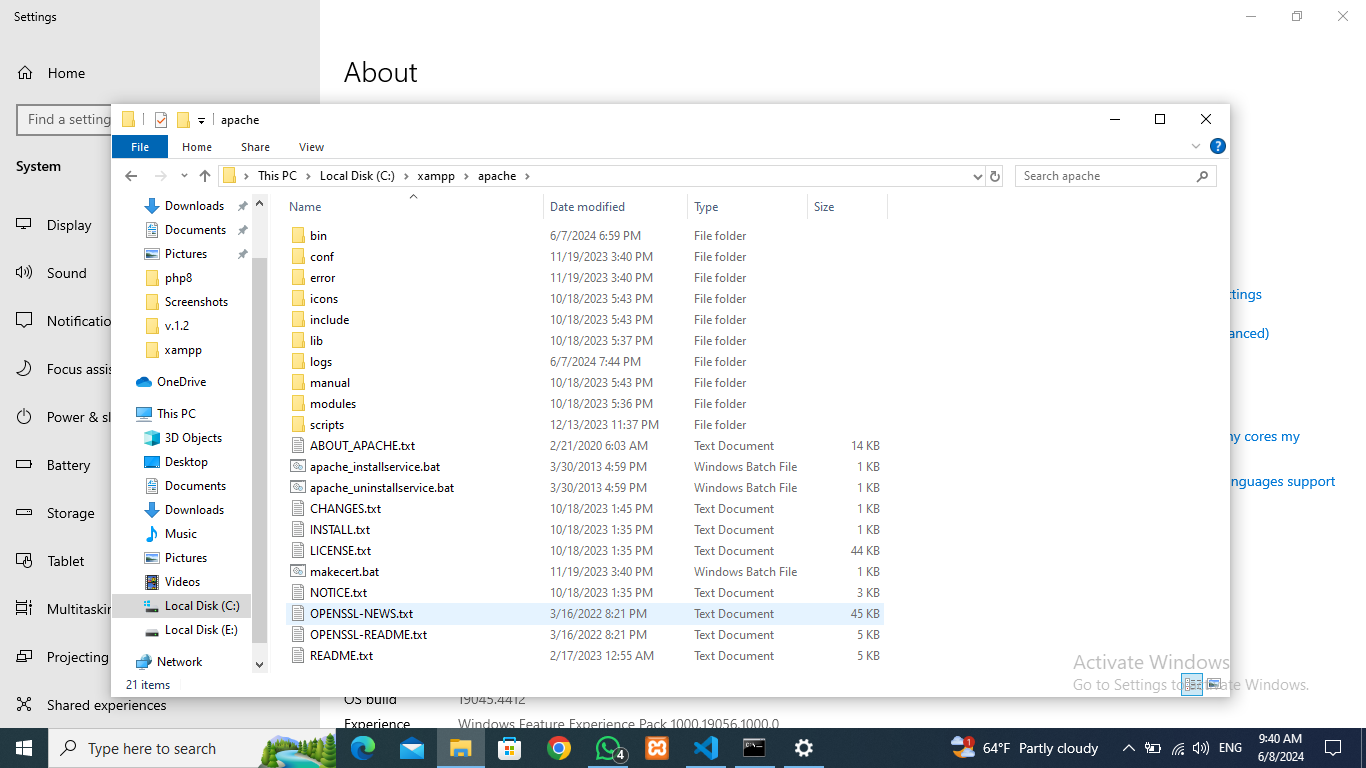 Settings
Home
Find a setting
System
Display
Sound
Notificatio
Focus assis
Power & sl
Battery
Storage
Tablet
Multitaskin
Projecting
Shared experiences
About
apache
File Home Share View
This PC Local Disk (C:) xampp apache
Search apache
Downloads
Documents
Pictures
php8
Screenshots
v.1.2
xampp
OneDrive
This PC
3D Objects
Desktop
Documents
Downloads
Music
Pictures
Videos
Local Disk (C:)
Local Disk (E:)
Network
Name Date modified Type Size
bin 6/7/2024 6:59 PM File folder
conf 11/19/2023 3:40 PM File folder
error 11/19/2023 3:40 PM File folder
icons 10/18/2023 5:43 PM File folder
include 10/18/2023 5:43 PM File folder
lib 10/18/2023 5:37 PM File folder
logs 6/7/2024 7:44 PM File folder
manual 10/18/2023 5:43 PM File folder
modules 10/18/2023 5:36 PM File folder
scripts 12/13/2023 11:37 PM File folder
ABOUT_APACHE.txt 2/21/2020 6:03 AM Text Document 14 KB
apache_installservice.bat 3/30/2013 4:59 PM Windows Batch File 1 KB
apache_uninstallservice.bat 3/30/2013 4:59 PM Windows Batch File 1 KB
CHANGES.txt 10/18/2023 1:45 PM Text Document 1 KB
INSTALL.txt 10/18/2023 1:35 PM Text Document 1 KB
LICENSE.txt 10/18/2023 1:35 PM Text Document 44 KB
makecert.bat 11/19/2023 3:40 PM Windows Batch File 1 KB
NOTICE.txt 10/18/2023 1:35 PM Text Document 3 KB
OPENSSL-NEWS.txt 3/16/2022 8:21 PM Text Document 45 KB
OPENSSL-README.txt 3/16/2022 8:21 PM Text Document 5 KB
README.txt 2/17/2023 12:55 AM Text Document 5 KB
21 items
ttings
anced)
ny cores my
nguages support
Activate Windows
Go to Settings to activate Windows.
OS build 19045.4412
Experience Windows Feature Experience Pack 1000.19056.1000.0
Type here to search
4
1
64°F Partly cloudy
ENG
9:40 AM
6/8/2024